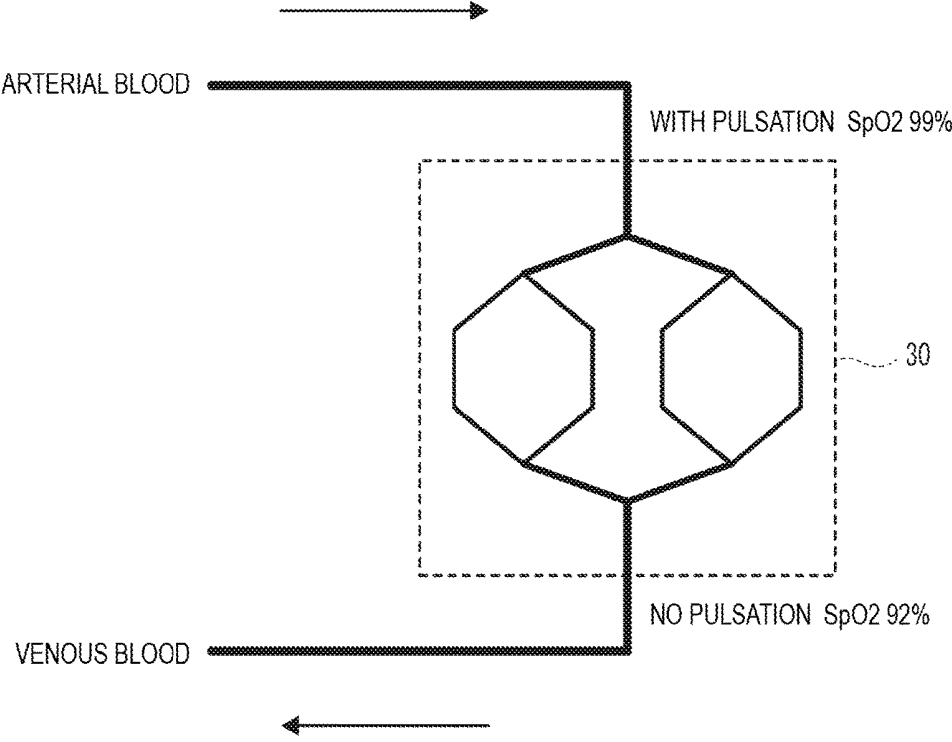 ARTERIAL BLOOD
WITH PULSATION SpO2 99%
30
NO PULSATION SpO2 92%
VENOUS BLOOD